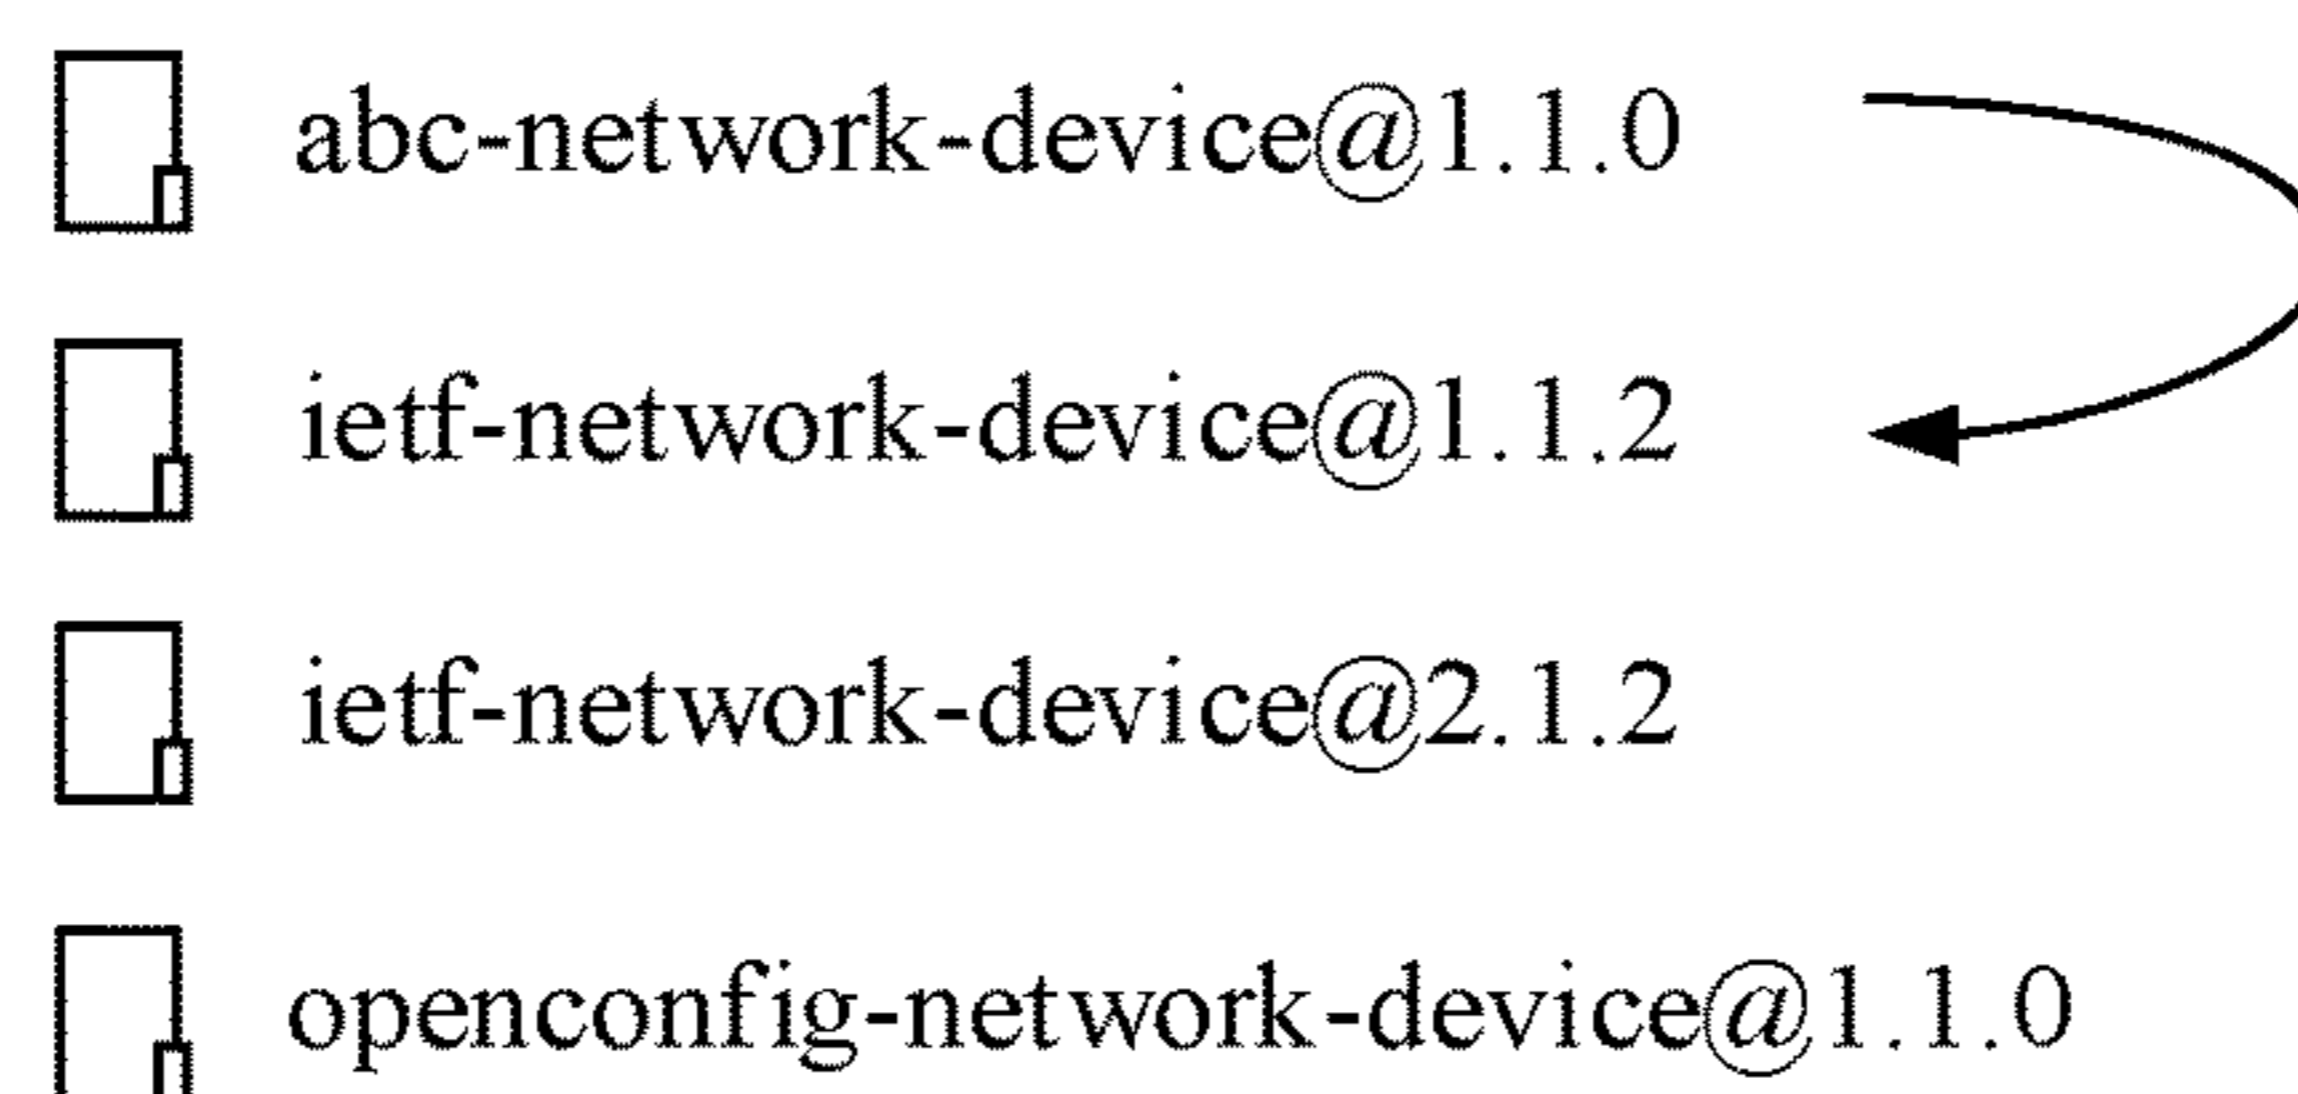 abc-network-device@1.1.0
ietf-network-device@1.1.2
ietf-network-device@2.1.2
openconfig-network-device@1.1.0